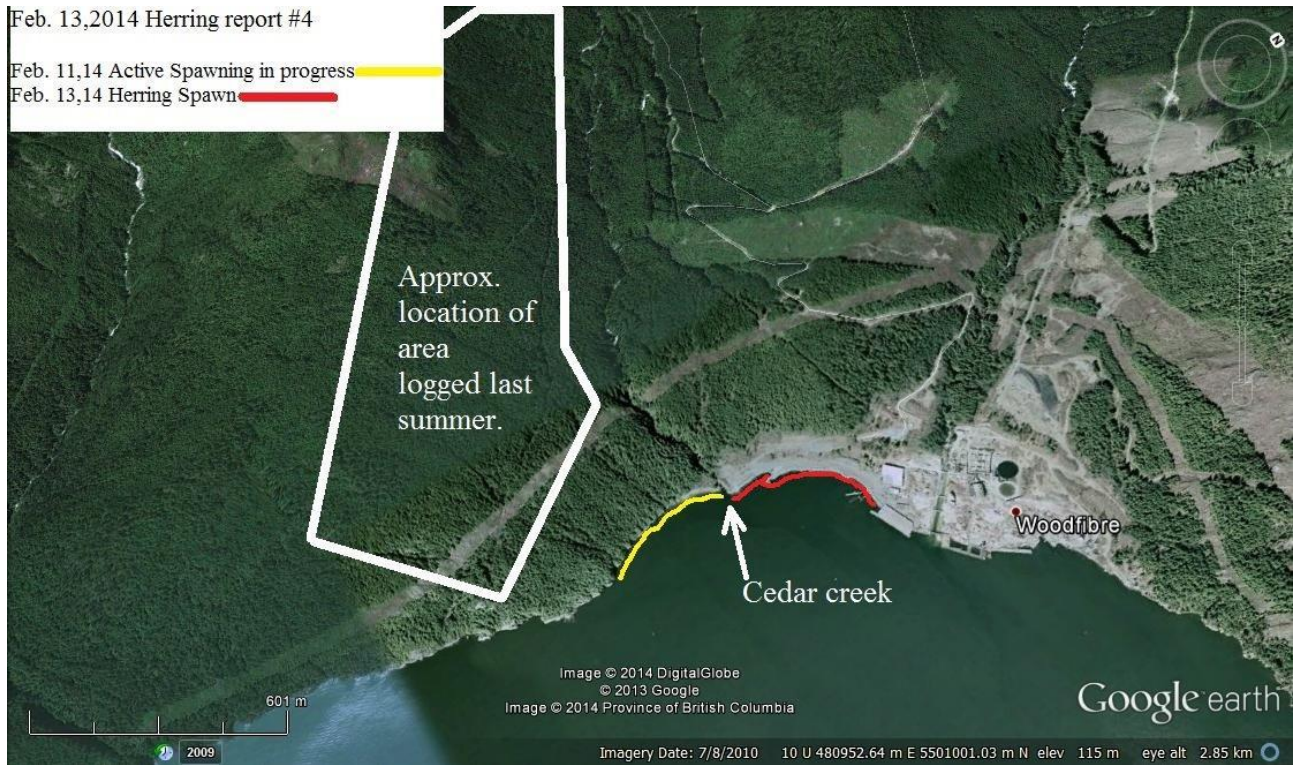 Feb. 13,2014 Herring report #4
Feb. 11,14 Active Spawning in progress
Feb. 13,14 Herring Spawn
N
Approx.
location of
area
logged last
summer.
Woodfibre
Cedar creek
Image © 2014 DigitalGlobe
© 2013 Google
Image © 2014 Province of British Columbia
Google earth
601 m
2009
Imagery Date: 7/8/2010 10 U 480952.64 m E 5501001.03 m N elev 115 m eye alt 2.85 km